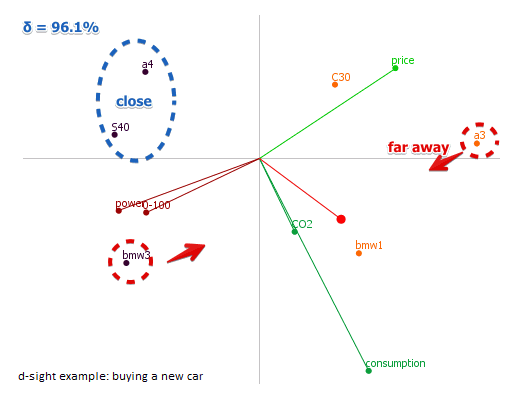 δ = 96.1%
a4
price
C30
close
S40
a3
far away
power
0-100
CO2
bmw1
bmw3
consumption
d-sight example: buying a new car